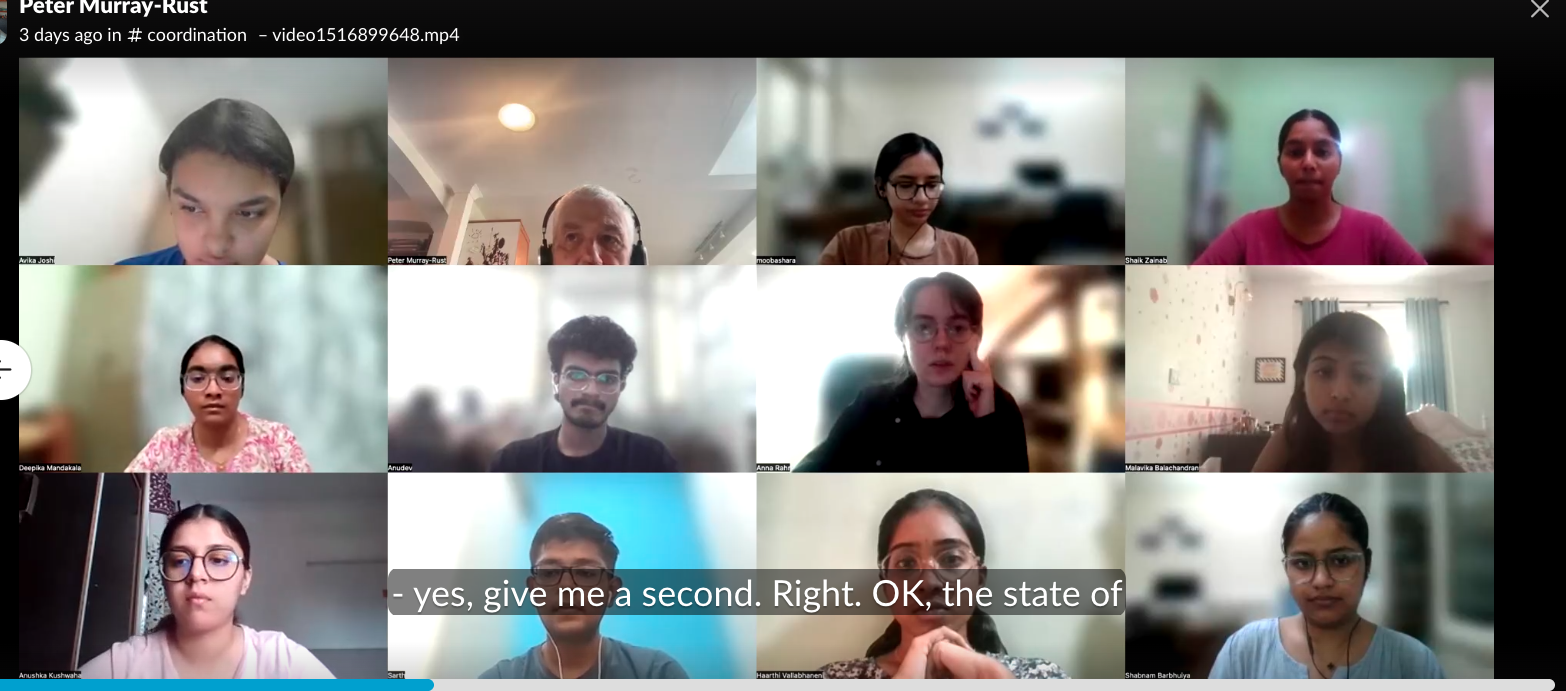 Peter Murray-Rust
3 days ago in # coordination – video1516899648.mp4
Avika Joshi
Peter Murray-Rust
moobashara
Shaik Zainab
Deepika Mandakala
Anudev
Anna Rahn
Malavika Balachandran
- yes, give me a second. Right. OK, the state of
Anushka Kushwaha
Sarth
Haarthi Vallabhaneni
Shabnam Barbhuiya